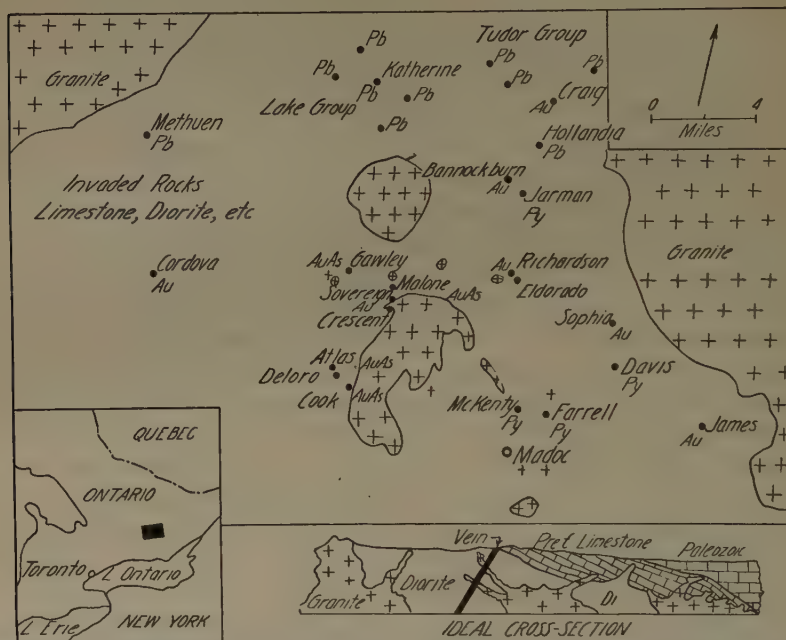 Granite
Pb
Tudor Group
Pb
Pb
Katherine
Pb
Pb
Pb
Pb
Craig
Au
Lake Group
Pb
0 4
Miles
Methuen
Pb
Hollandia
Pb
Invaded Rocks
Limestone, Diorite, etc
Bannockburn
Au
Jarman
Py
Granite
Cordova
Au
AuAs
Gawley
Malone
AuAs
Sovereign
Au
Crescent
Au
Richardson
Eldorado
Sophia
Au
Atlas
AuAs
Deloro
Cook
AuAs
Davis
Py
McKenty
Py
Farrell
Py
James
Au
Madoc
QUEBEC
ONTARIO
Toronto
L Ontario
L Erie
NEW YORK
Vein
Pre€ Limestone
Paleozoic
Granite
Diorite
Di
IDEAL CROSS-SECTION